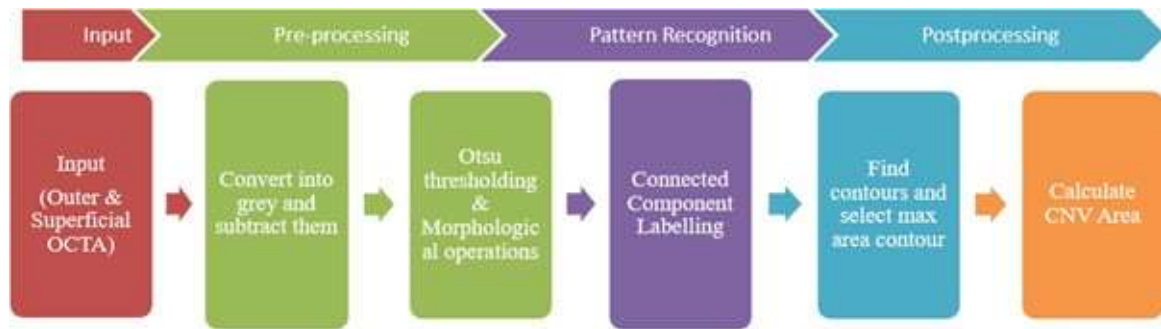 Input
Pre-processing
Pattern Recognition
Postprocessing
Input
(Outer &
Superficial
OCTA)
Convert into
grey and
subtract them
Otsu
thresholding
&
Morphologic
al operations
Connected
Component
Labelling
Find
contours and
select max
area contour
Calculate
CNV Area